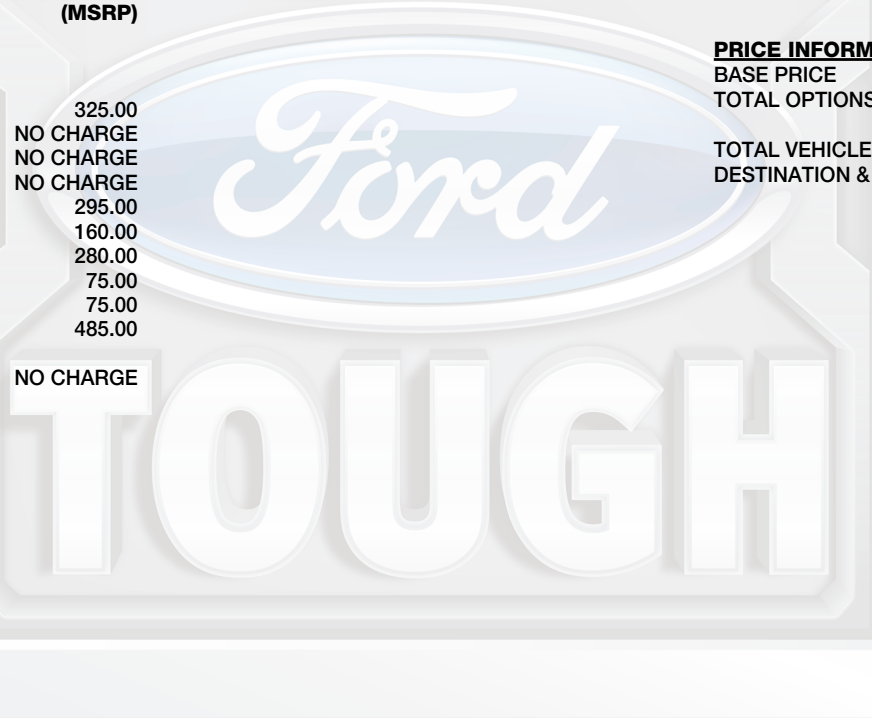 (MSRP)
325.00
NO CHARGE
NO CHARGE
NO CHARGE
295.00
160.00
280.00
75.00
75.00
485.00
NO CHARGE
PRICE INFORM
BASE PRICE
TOTAL OPTIONS
TOTAL VEHICLE
DESTINATION &
Ford
TOUGH